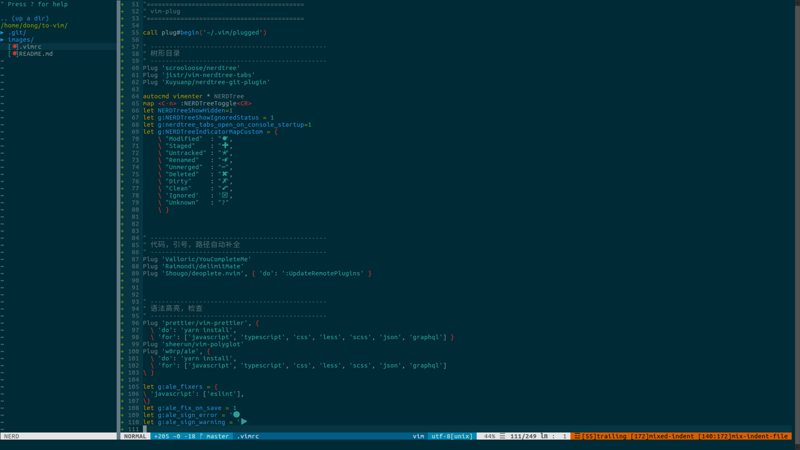 " Press ? for help
.. (up a dir)
/home/dong/to-vim/
▸ .git/
▸ images/
[ ].vimrc
[ ]README.md
NERD
51 "=========================================
52 " vim-plug
53 "=========================================
54
55 call plug#begin('~/.vim/plugged')
56
57 " ----------------------------------------------
58 " 树形目录
59 " ----------------------------------------------
60 Plug 'scrooloose/nerdtree'
61 Plug 'jistr/vim-nerdtree-tabs'
62 Plug 'Xuyuanp/nerdtree-git-plugin'
63
64 autocmd vimenter * NERDTree
65 map <C-n> :NERDTreeToggle<CR>
66 let NERDTreeShowHidden=1
67 let g:NERDTreeShowIgnoredStatus = 1
68 let g:nerdtree_tabs_open_on_console_startup=1
69 let g:NERDTreeIndicatorMapCustom = {
70 \ "Modified" : "✹",
71 \ "Staged" : "✚",
72 \ "Untracked" : "✭",
73 \ "Renamed" : "➜",
74 \ "Unmerged" : "═",
75 \ "Deleted" : "✖",
76 \ "Dirty" : "✗",
77 \ "Clean" : "✔",
78 \ 'Ignored' : '☒',
79 \ "Unknown" : "?"
80 \ }
81
82
83
84 " ----------------------------------------------
85 " 代码，引号，路径自动补全
86 " ----------------------------------------------
87 Plug 'Valloric/YouCompleteMe'
88 Plug 'Raimondi/delimitMate'
89 Plug 'Shougo/deoplete.nvim', { 'do': ':UpdateRemotePlugins' }
90
91
92
93 " ----------------------------------------------
94 " 语法高亮，检查
95 " ----------------------------------------------
96 Plug 'prettier/vim-prettier', {
97 \ 'do': 'yarn install',
98 \ 'for': ['javascript', 'typescript', 'css', 'less', 'scss', 'json', 'graphql'] }
99 Plug 'sheerun/vim-polyglot'
100 Plug 'w0rp/ale', {
101 \ 'do': 'yarn install',
102 \ 'for': ['javascript', 'typescript', 'css', 'less', 'scss', 'json', 'graphql']
103 \ }
104
105 let g:ale_fixers = {
106 \ 'javascript': ['eslint'],
107 \}
108 let g:ale_fix_on_save = 1
109 let g:ale_sign_error = '●'
110 let g:ale_sign_warning = '▶'
111
NORMAL +205 ~0 -18 ? master .vimrc vim utf-8[unix] 44% ☰ 111/249 ln : 1 ☲[55]trailing [172]mixed-indent [140:172]mix-indent-file